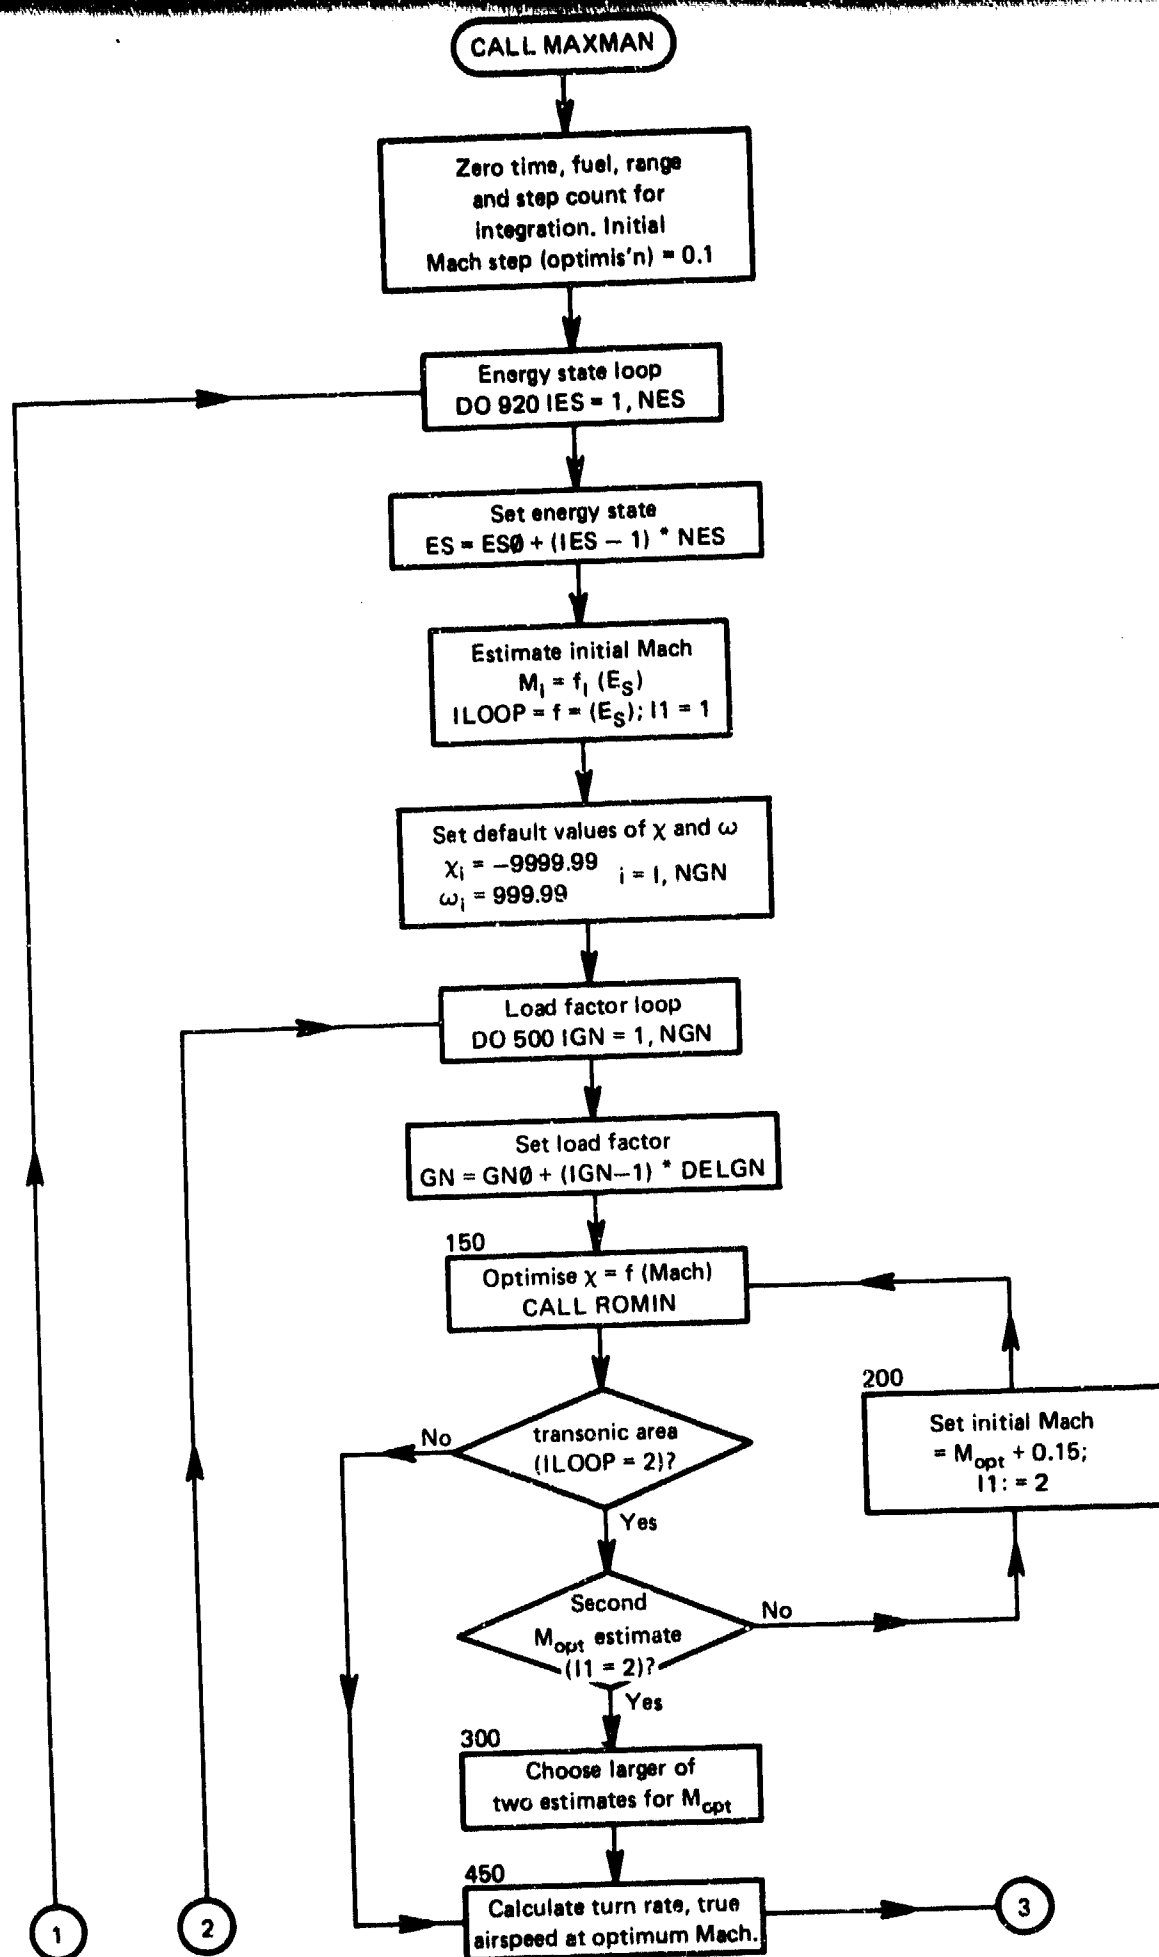 CALL MAXMAN
Zero time, fuel, range
and step count for
integration. Initial
Mach step (optimis'n) = 0.1
Energy state loop
DO 920 IES = 1, NES
Set energy state
ES = ESØ + (IES – 1) * NES
Estimate initial Mach
Mᵢ = fᵢ (E_S)
ILOOP = f = (E_S); I1 = 1
Set default values of χ and ω
χᵢ = –9999.99
i = I, NGN
ωᵢ = 999.99
Load factor loop
DO 500 IGN = 1, NGN
Set load factor
GN = GNØ + (IGN–1) * DELGN
150
Optimise χ = f (Mach)
CALL ROMIN
200
Set initial Mach
= M_opt + 0.15;
I1: = 2
No
transonic area
(ILOOP = 2)?
Yes
Second
M_opt estimate
(I1 = 2)?
No
Yes
300
Choose larger of
two estimates for M_opt
450
Calculate turn rate, true
airspeed at optimum Mach.
1
2
3